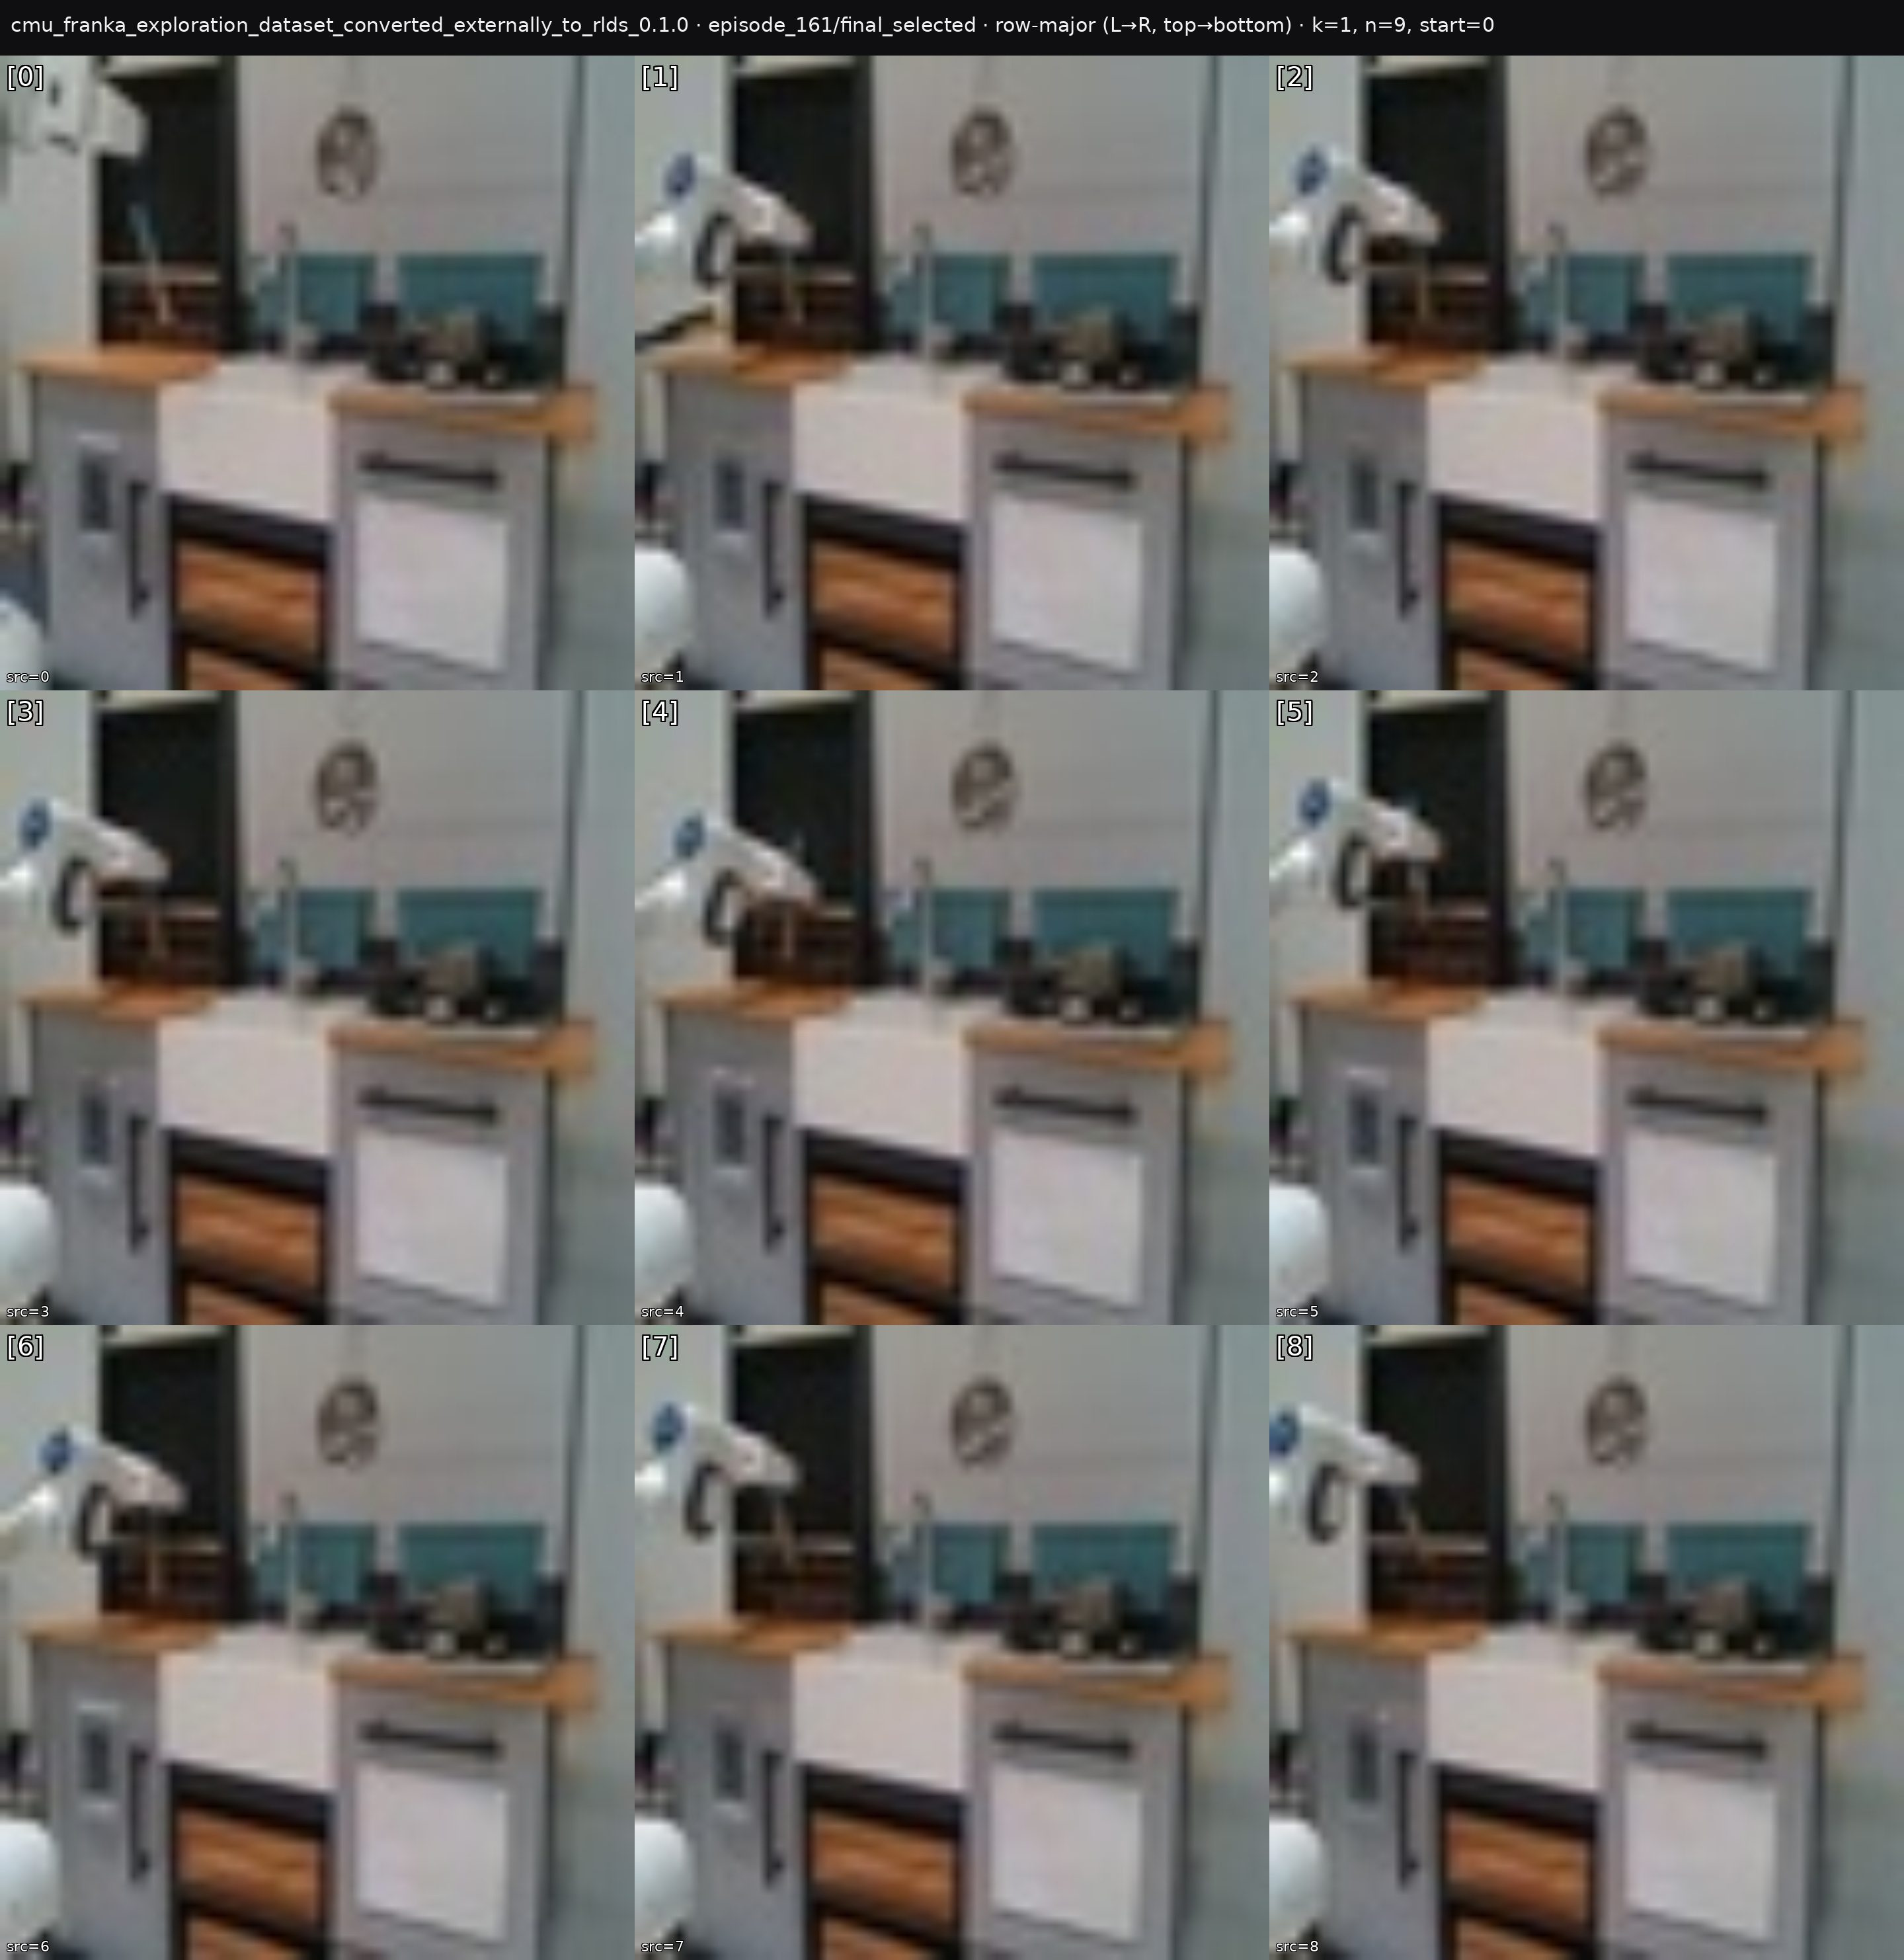 cmu_franka_exploration_dataset_converted_externally_to_rlds_0.1.0 · episode_161/final_selected · row-major (L→R, top→bottom) · k=1, n=9, start=0
[0]
[1]
[2]
src=0
src=1
src=2
[3]
[4]
[5]
src=3
src=4
src=5
[6]
[7]
[8]
src=6
src=7
src=8